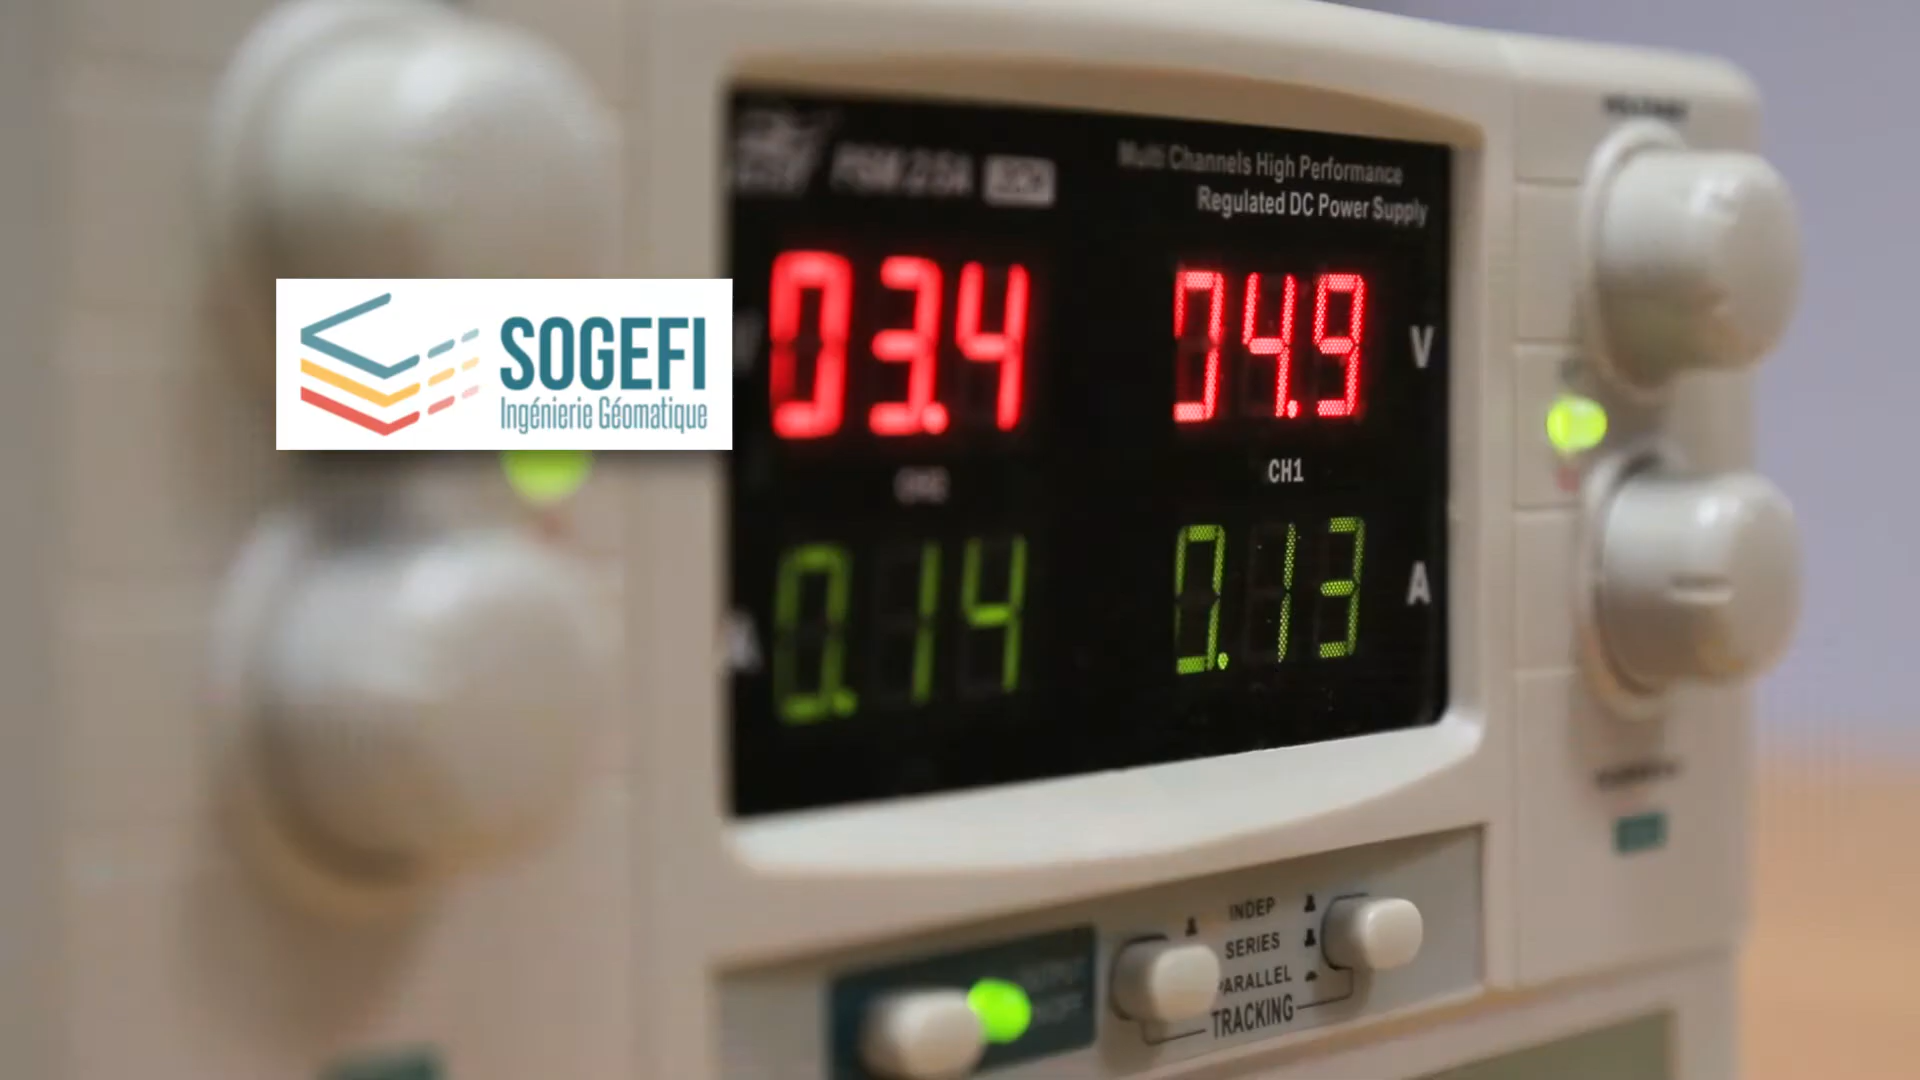 Multi Channels High Performance
Regulated DC Power Supply
SOGEFI
Ingénierie Géomatique
03.4
04.9
V
CH1
0.14
0.13
A
INDEP
SERIES
PARALLEL
TRACKING